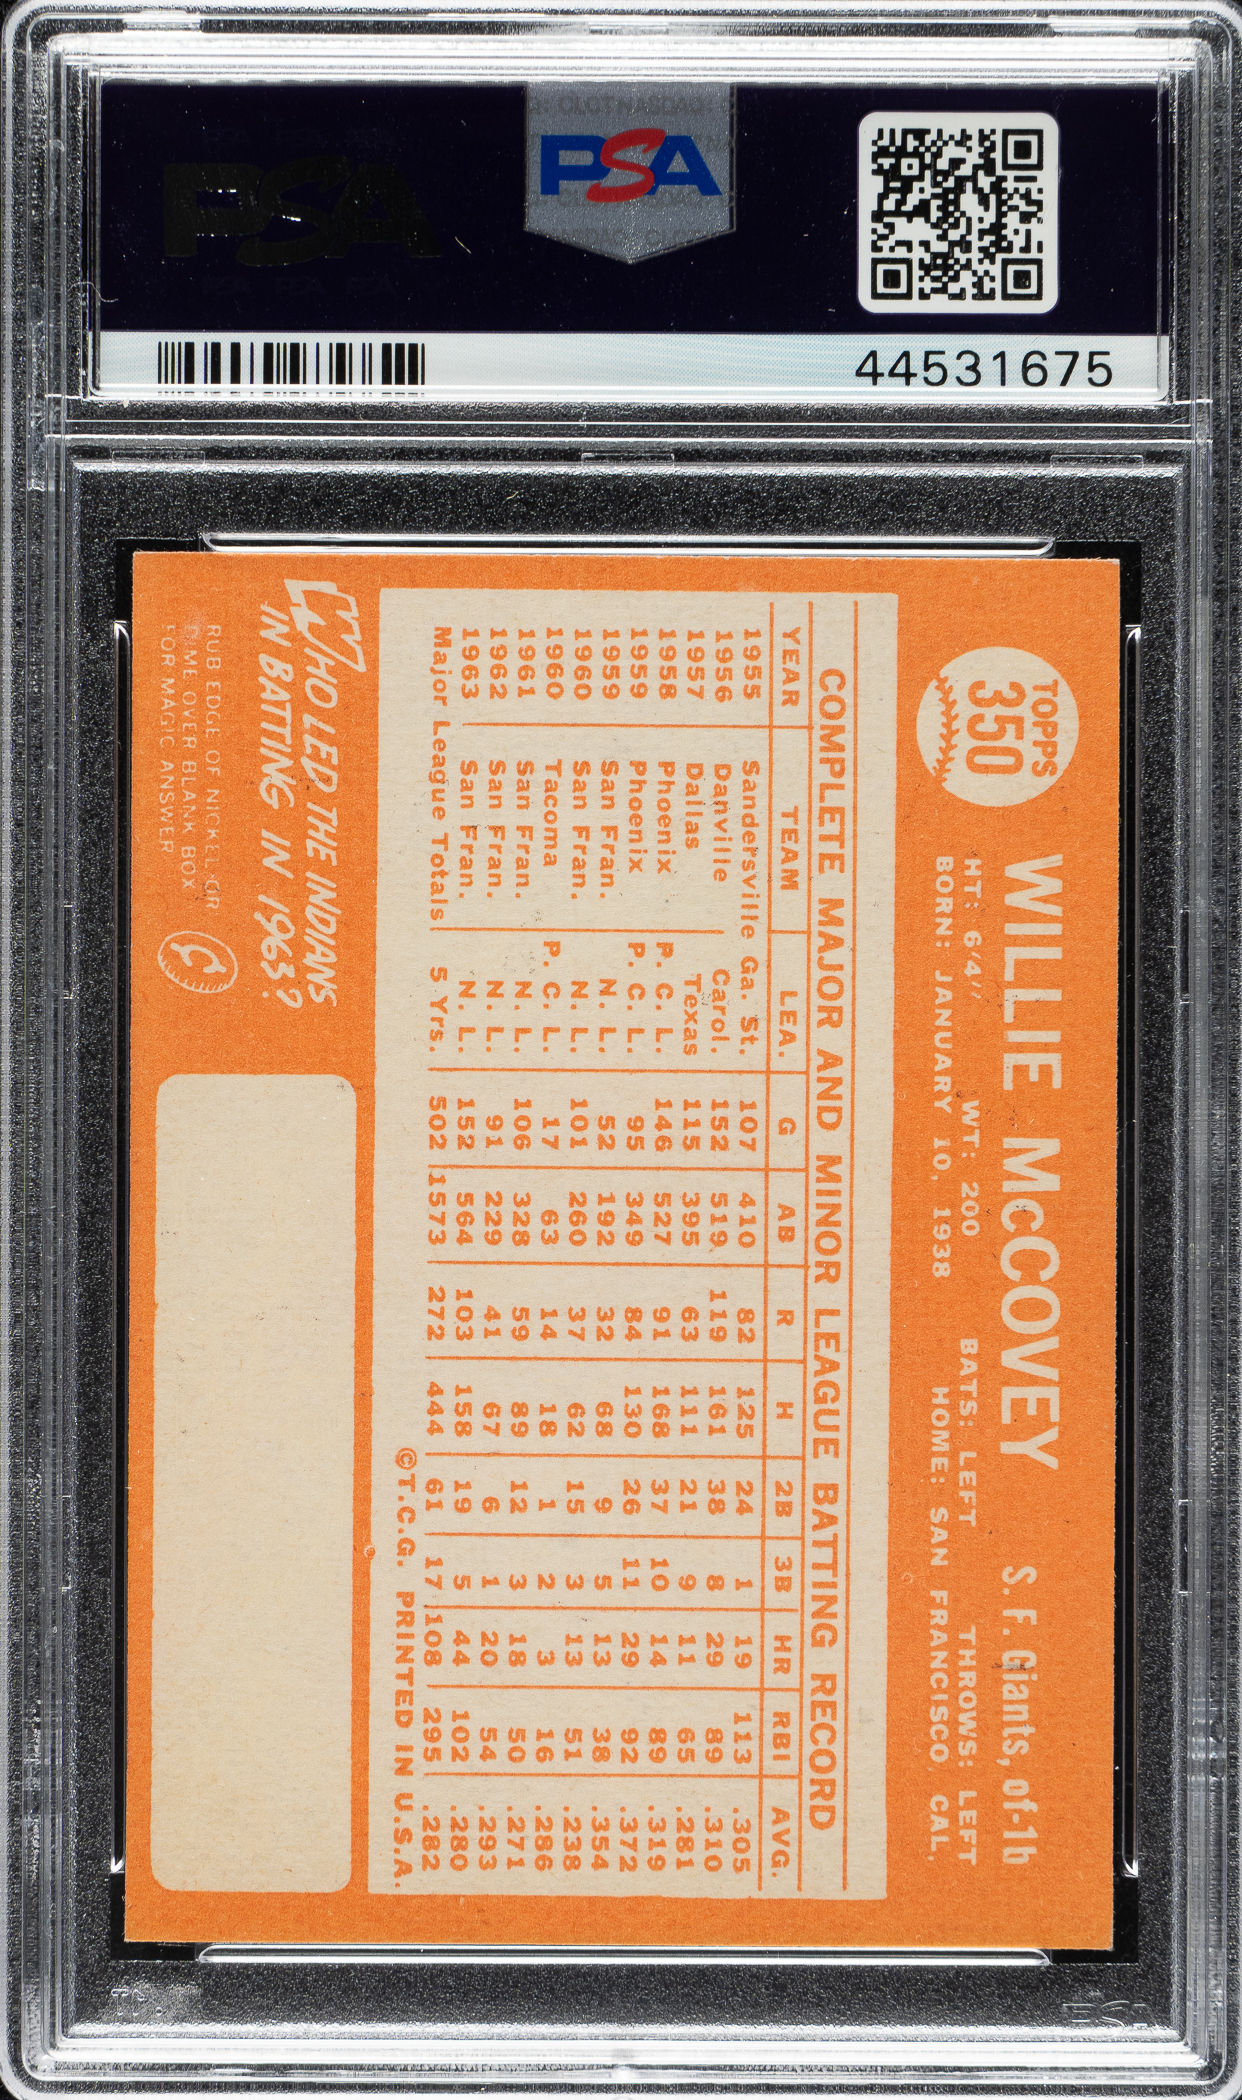 PSA
PSA
44531675
TOPPS
350
WILLIE McCOVEY S. F. Giants, of-1b
HT: 6'4" WT: 200 BATS: LEFT THROWS: LEFT
BORN: JANUARY 10, 1938 HOME: SAN FRANCISCO, CAL.
COMPLETE MAJOR AND MINOR LEAGUE BATTING RECORD
YEAR TEAM LEA. G AB R H 2B 3B HR RBI AVG.
1955 Sandersville Ga. St. 107 410 82 125 24 1 19 113 .305
1956 Danville Carol. 152 519 119 161 38 8 29 89 .310
1957 Dallas Texas 115 395 63 111 21 9 11 65 .281
1958 Phoenix P. C. L. 146 527 91 168 37 10 14 89 .319
1959 Phoenix P. C. L. 95 349 84 130 26 11 29 92 .372
1959 San Fran. N. L. 52 192 32 68 9 5 13 38 .354
1960 San Fran. N. L. 101 260 37 62 15 3 13 51 .238
1960 Tacoma P. C. L. 17 63 14 18 1 2 3 16 .286
1961 San Fran. N. L. 106 328 59 89 12 3 18 50 .271
1962 San Fran. N. L. 91 229 41 67 6 1 20 54 .293
1963 San Fran. N. L. 152 564 103 158 19 5 44 102 .280
Major League Totals 5 Yrs. 502 1573 272 444 61 17 108 295 .282
©T.C.G. PRINTED IN U.S.A.
WHO LED THE INDIANS
IN BATTING IN 1963?
RUB EDGE OF NICKEL OR
DIME OVER BLANK BOX
FOR MAGIC ANSWER